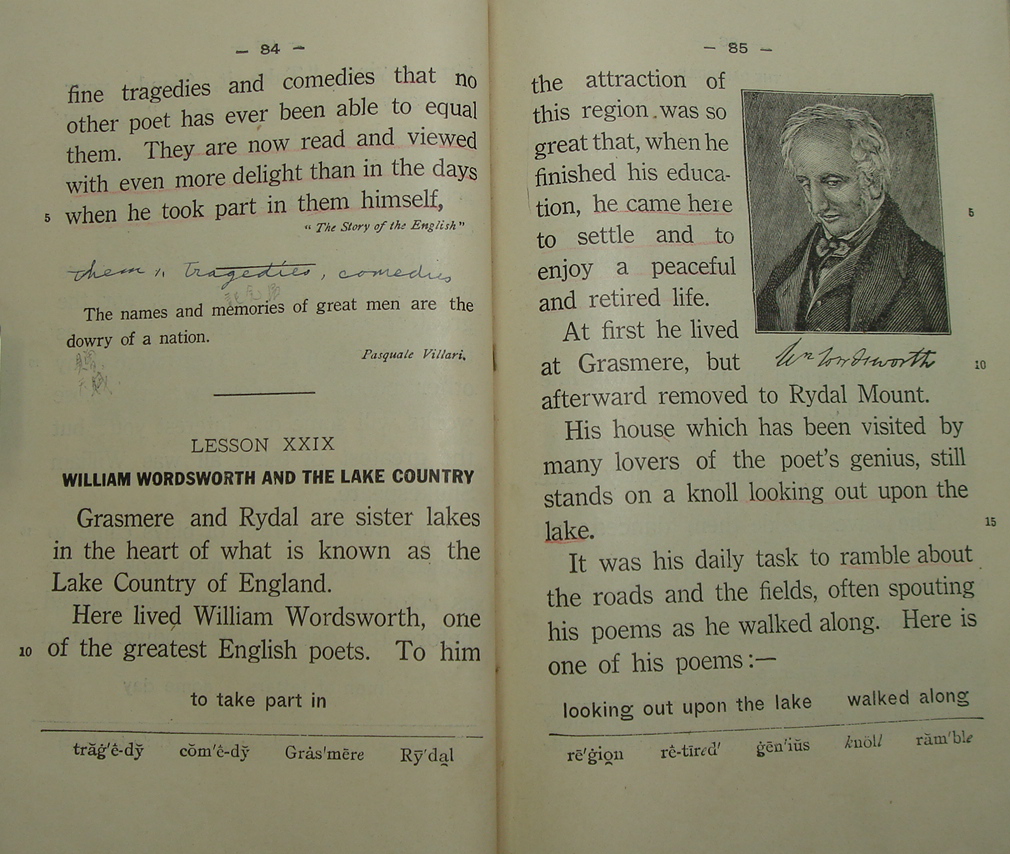 — 84 —
fine tragedies and comedies that no
other poet has ever been able to equal
them. They are now read and viewed
with even more delight than in the days
5 when he took part in them himself,
"The Story of the English"
them is tragedies, comedies
The names and memories of great men are the
dowry of a nation.
Pasquale Villari.
LESSON XXIX
WILLIAM WORDSWORTH AND THE LAKE COUNTRY
Grasmere and Rydal are sister lakes
in the heart of what is known as the
Lake Country of England.
Here lived William Wordsworth, one
10 of the greatest English poets. To him
to take part in
trăġ'ê-dy̆ cŏm'ê-dy̆ Grȧs'mēre Rȳ'dạl
— 85 —
the attraction of
this region was so
great that, when he
finished his educa-
tion, he came here 5
to settle and to
enjoy a peaceful
and retired life.
At first he lived
at Grasmere, but 10
Wm Wordsworth
afterward removed to Rydal Mount.
His house which has been visited by
many lovers of the poet's genius, still
stands on a knoll looking out upon the
lake. 15
It was his daily task to ramble about
the roads and the fields, often spouting
his poems as he walked along. Here is
one of his poems:—
looking out upon the lake walked along
rē'ġiọn rê-tīred' ġēn'iŭs knōll răm'ble